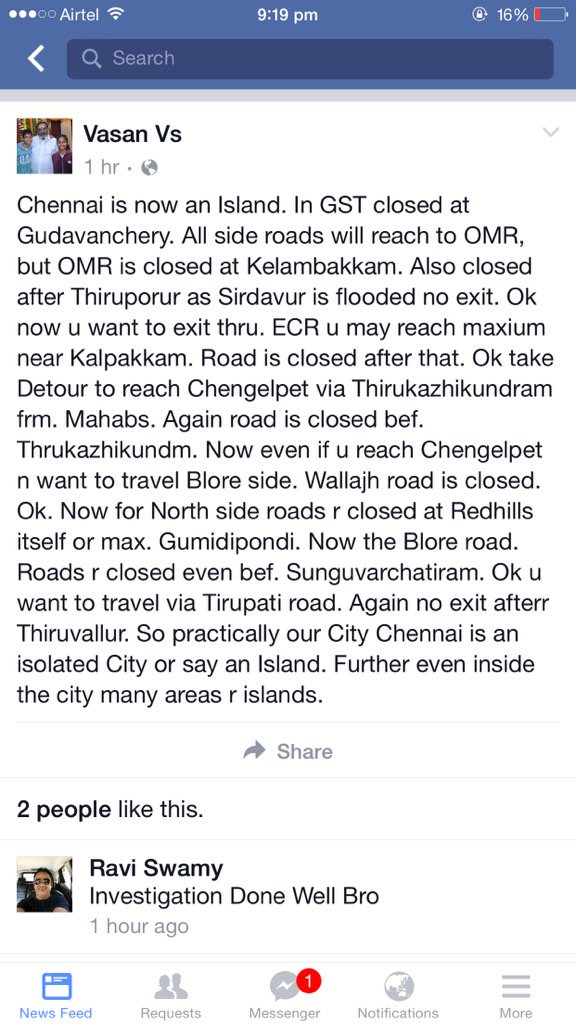 Airtel 9:19 pm 16%
Search
Vasan Vs
1 hr ·
Chennai is now an Island. In GST closed at
Gudavanchery. All side roads will reach to OMR,
but OMR is closed at Kelambakkam. Also closed
after Thiruporur as Sirdavur is flooded no exit. Ok
now u want to exit thru. ECR u may reach maxium
near Kalpakkam. Road is closed after that. Ok take
Detour to reach Chengelpet via Thirukazhikundram
frm. Mahabs. Again road is closed bef.
Thrukazhikundm. Now even if u reach Chengelpet
n want to travel Blore side. Wallajh road is closed.
Ok. Now for North side roads r closed at Redhills
itself or max. Gumidipondi. Now the Blore road.
Roads r closed even bef. Sunguvarchatiram. Ok u
want to travel via Tirupati road. Again no exit afterr
Thiruvallur. So practically our City Chennai is an
isolated City or say an Island. Further even inside
the city many areas r islands.
Share
2 people like this.
Ravi Swamy
Investigation Done Well Bro
1 hour ago
1
News Feed Requests Messenger Notifications More